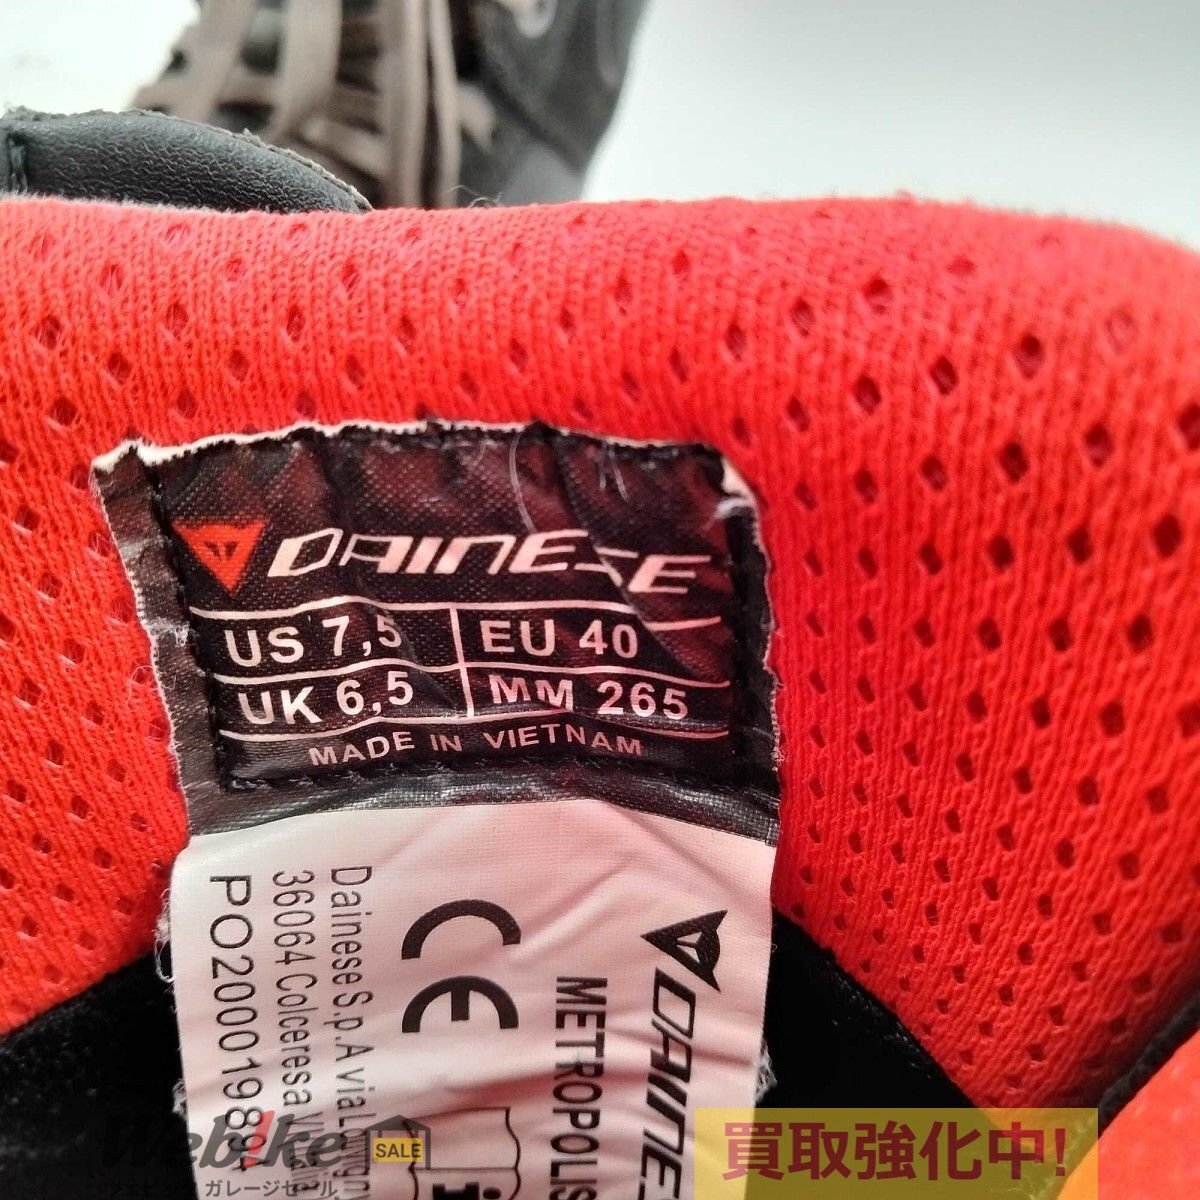 DAINESE
US 7,5
EU 40
UK 6,5
MM 265
MADE IN VIETNAM
DAINESE
METROPOLIS
CE
Dainese S.p.A via
36064 Colceresa
Webike
SALE
ガレージセール
買取強化中!